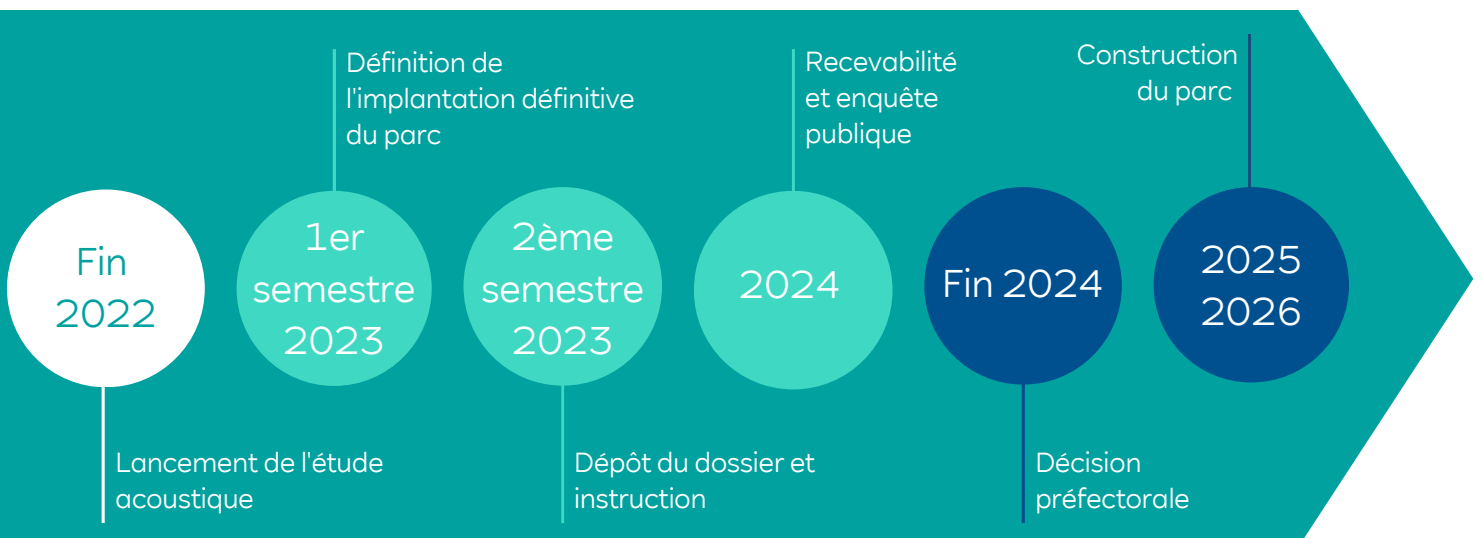 Définition de
l'implantation définitive
du parc
Recevabilité
et enquête
publique
Construction
du parc
Fin
2022
1er
semestre
2023
2ème
semestre
2023
2024
Fin 2024
2025
2026
Lancement de l'étude
acoustique
Dépôt du dossier et
instruction
Décision
préfectorale